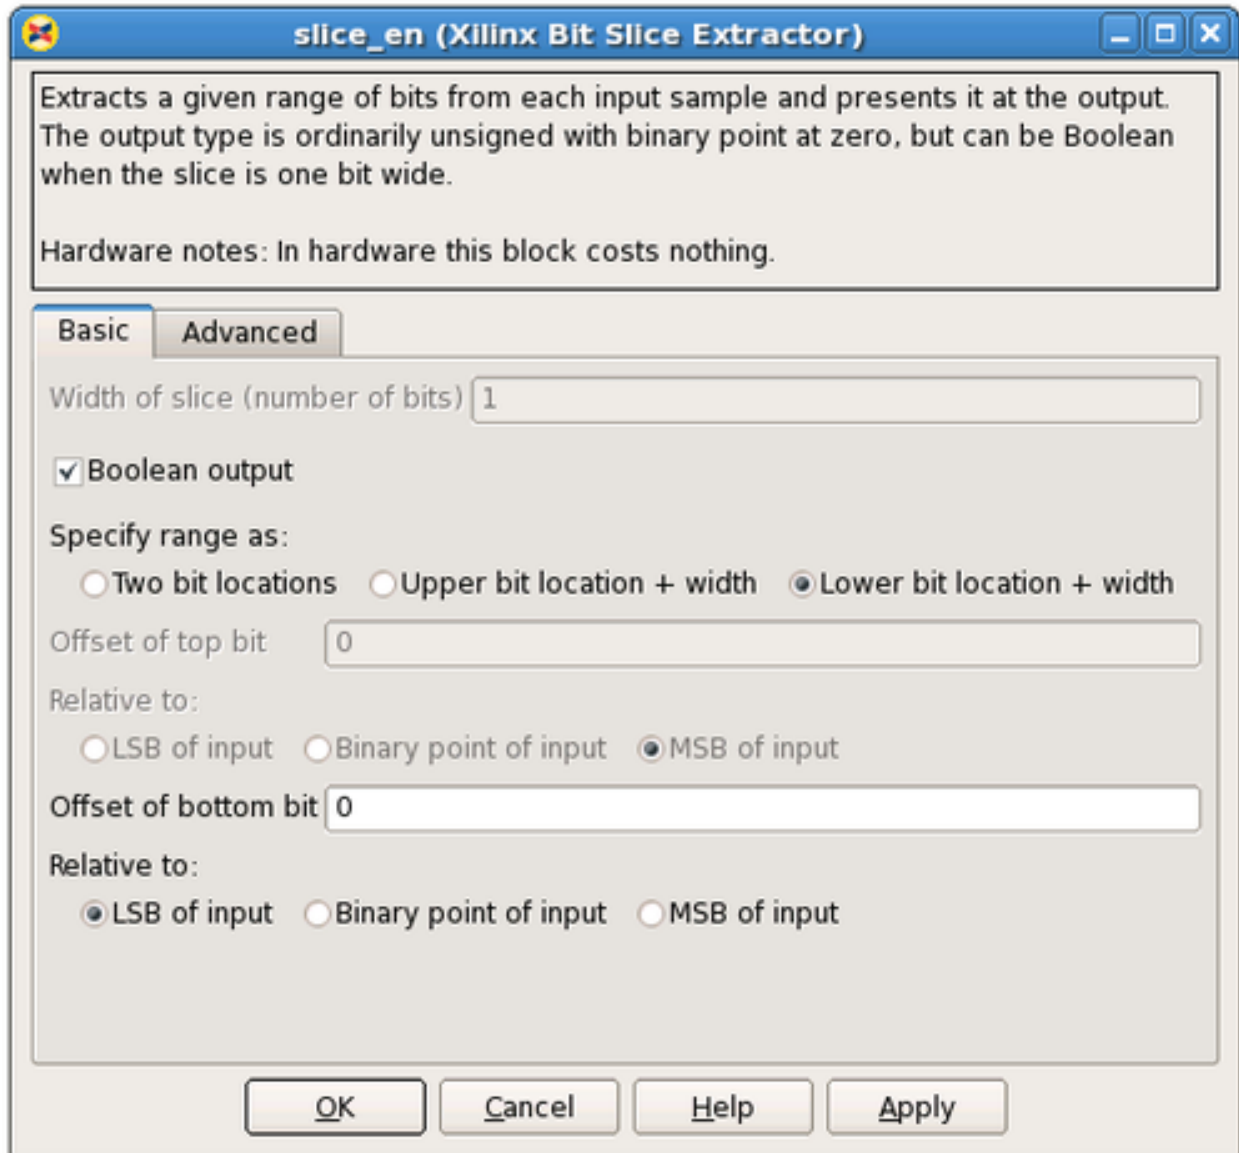 slice_en (Xilinx Bit Slice Extractor)
Extracts a given range of bits from each input sample and presents it at the output.
The output type is ordinarily unsigned with binary point at zero, but can be Boolean
when the slice is one bit wide.
Hardware notes: In hardware this block costs nothing.
Basic Advanced
Width of slice (number of bits) 1
Boolean output
Specify range as:
Two bit locations Upper bit location + width Lower bit location + width
Offset of top bit 0
Relative to:
LSB of input Binary point of input MSB of input
Offset of bottom bit 0
Relative to:
LSB of input Binary point of input MSB of input
OK Cancel Help Apply